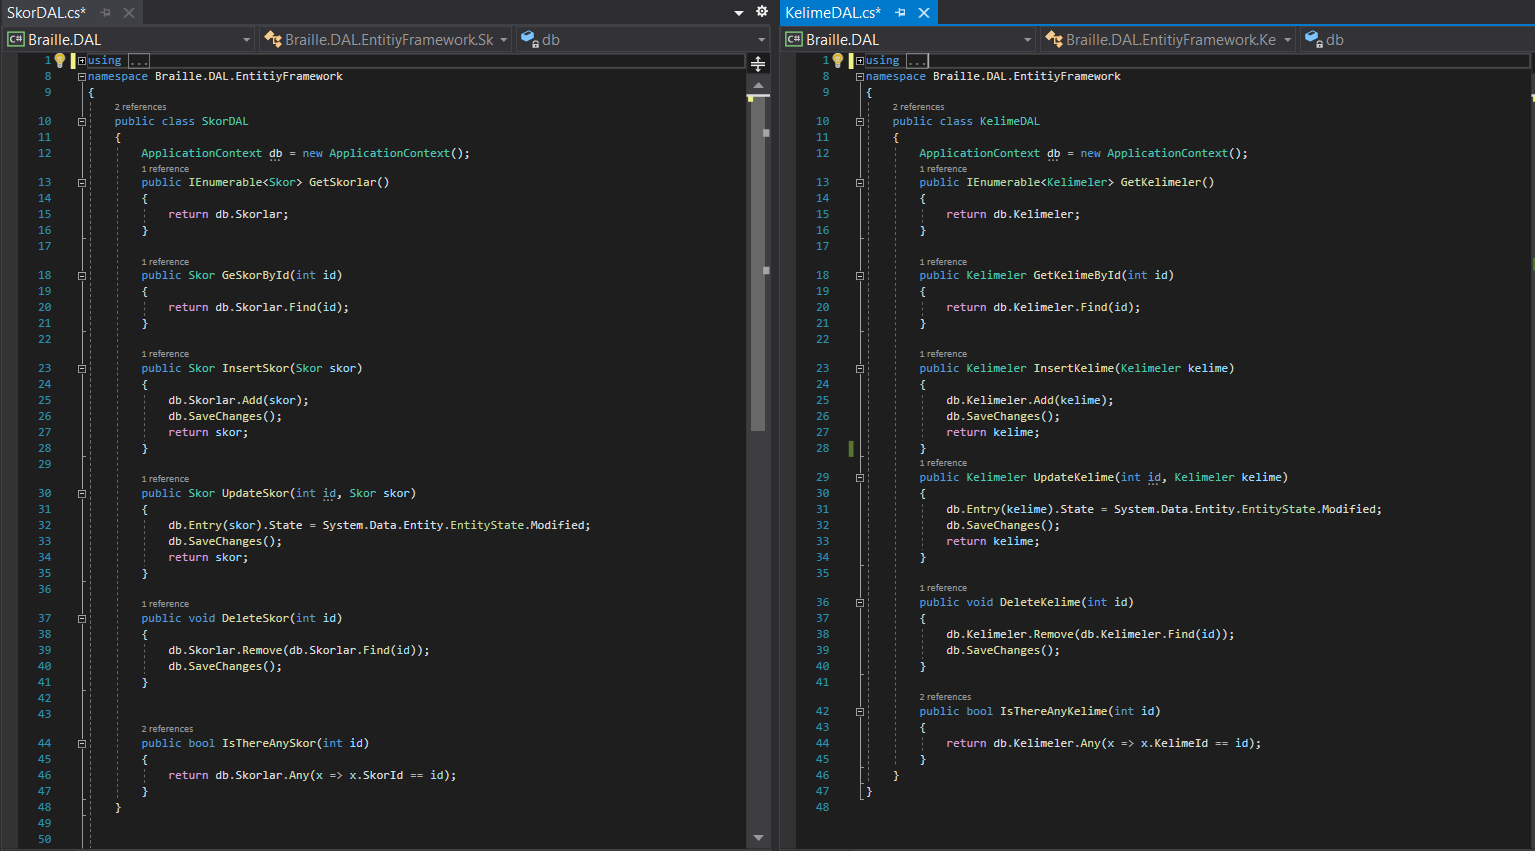 SkorDAL.cs*
Braille.DAL
Braille.DAL.EntitiyFramework.Sk
db
1 using ...
8 namespace Braille.DAL.EntitiyFramework
9 {
2 references
10 public class SkorDAL
11 {
12 ApplicationContext db = new ApplicationContext();
1 reference
13 public IEnumerable<Skor> GetSkorlar()
14 {
15 return db.Skorlar;
16 }
17
1 reference
18 public Skor GeSkorById(int id)
19 {
20 return db.Skorlar.Find(id);
21 }
22
1 reference
23 public Skor InsertSkor(Skor skor)
24 {
25 db.Skorlar.Add(skor);
26 db.SaveChanges();
27 return skor;
28 }
29
1 reference
30 public Skor UpdateSkor(int id, Skor skor)
31 {
32 db.Entry(skor).State = System.Data.Entity.EntityState.Modified;
33 db.SaveChanges();
34 return skor;
35 }
36
1 reference
37 public void DeleteSkor(int id)
38 {
39 db.Skorlar.Remove(db.Skorlar.Find(id));
40 db.SaveChanges();
41 }
42
43
2 references
44 public bool IsThereAnySkor(int id)
45 {
46 return db.Skorlar.Any(x => x.SkorId == id);
47 }
48 }
49
50
KelimeDAL.cs*
Braille.DAL
Braille.DAL.EntitiyFramework.Ke
db
1 using ...
8 namespace Braille.DAL.EntitiyFramework
9 {
2 references
10 public class KelimeDAL
11 {
12 ApplicationContext db = new ApplicationContext();
1 reference
13 public IEnumerable<Kelimeler> GetKelimeler()
14 {
15 return db.Kelimeler;
16 }
17
1 reference
18 public Kelimeler GetKelimeById(int id)
19 {
20 return db.Kelimeler.Find(id);
21 }
22
1 reference
23 public Kelimeler InsertKelime(Kelimeler kelime)
24 {
25 db.Kelimeler.Add(kelime);
26 db.SaveChanges();
27 return kelime;
28 }
1 reference
29 public Kelimeler UpdateKelime(int id, Kelimeler kelime)
30 {
31 db.Entry(kelime).State = System.Data.Entity.EntityState.Modified;
32 db.SaveChanges();
33 return kelime;
34 }
35
1 reference
36 public void DeleteKelime(int id)
37 {
38 db.Kelimeler.Remove(db.Kelimeler.Find(id));
39 db.SaveChanges();
40 }
41
2 references
42 public bool IsThereAnyKelime(int id)
43 {
44 return db.Kelimeler.Any(x => x.KelimeId == id);
45 }
46 }
47 }
48